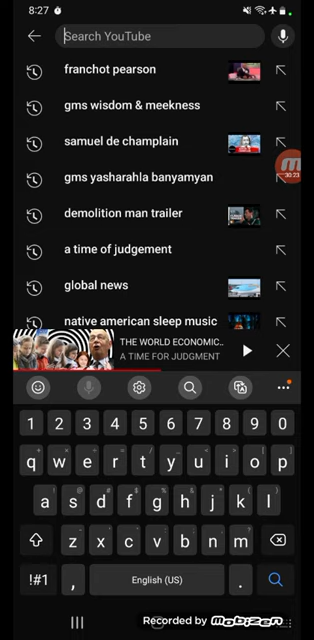 8:27
Search YouTube
franchot pearson
gms wisdom & meekness
samuel de champlain
gms yasharahla banyamyan
demolition man trailer
a time of judgement
global news
native american sleep music
THE WORLD ECONOMIC..
A TIME FOR JUDGMENT
M
30:23
1 2 3 4 5 6 7 8 9 0
q w e r t y u i o p
a s d f g h j k l
z x c v b n m
!#1 , English (US) .
Recorded by MOBIZEN